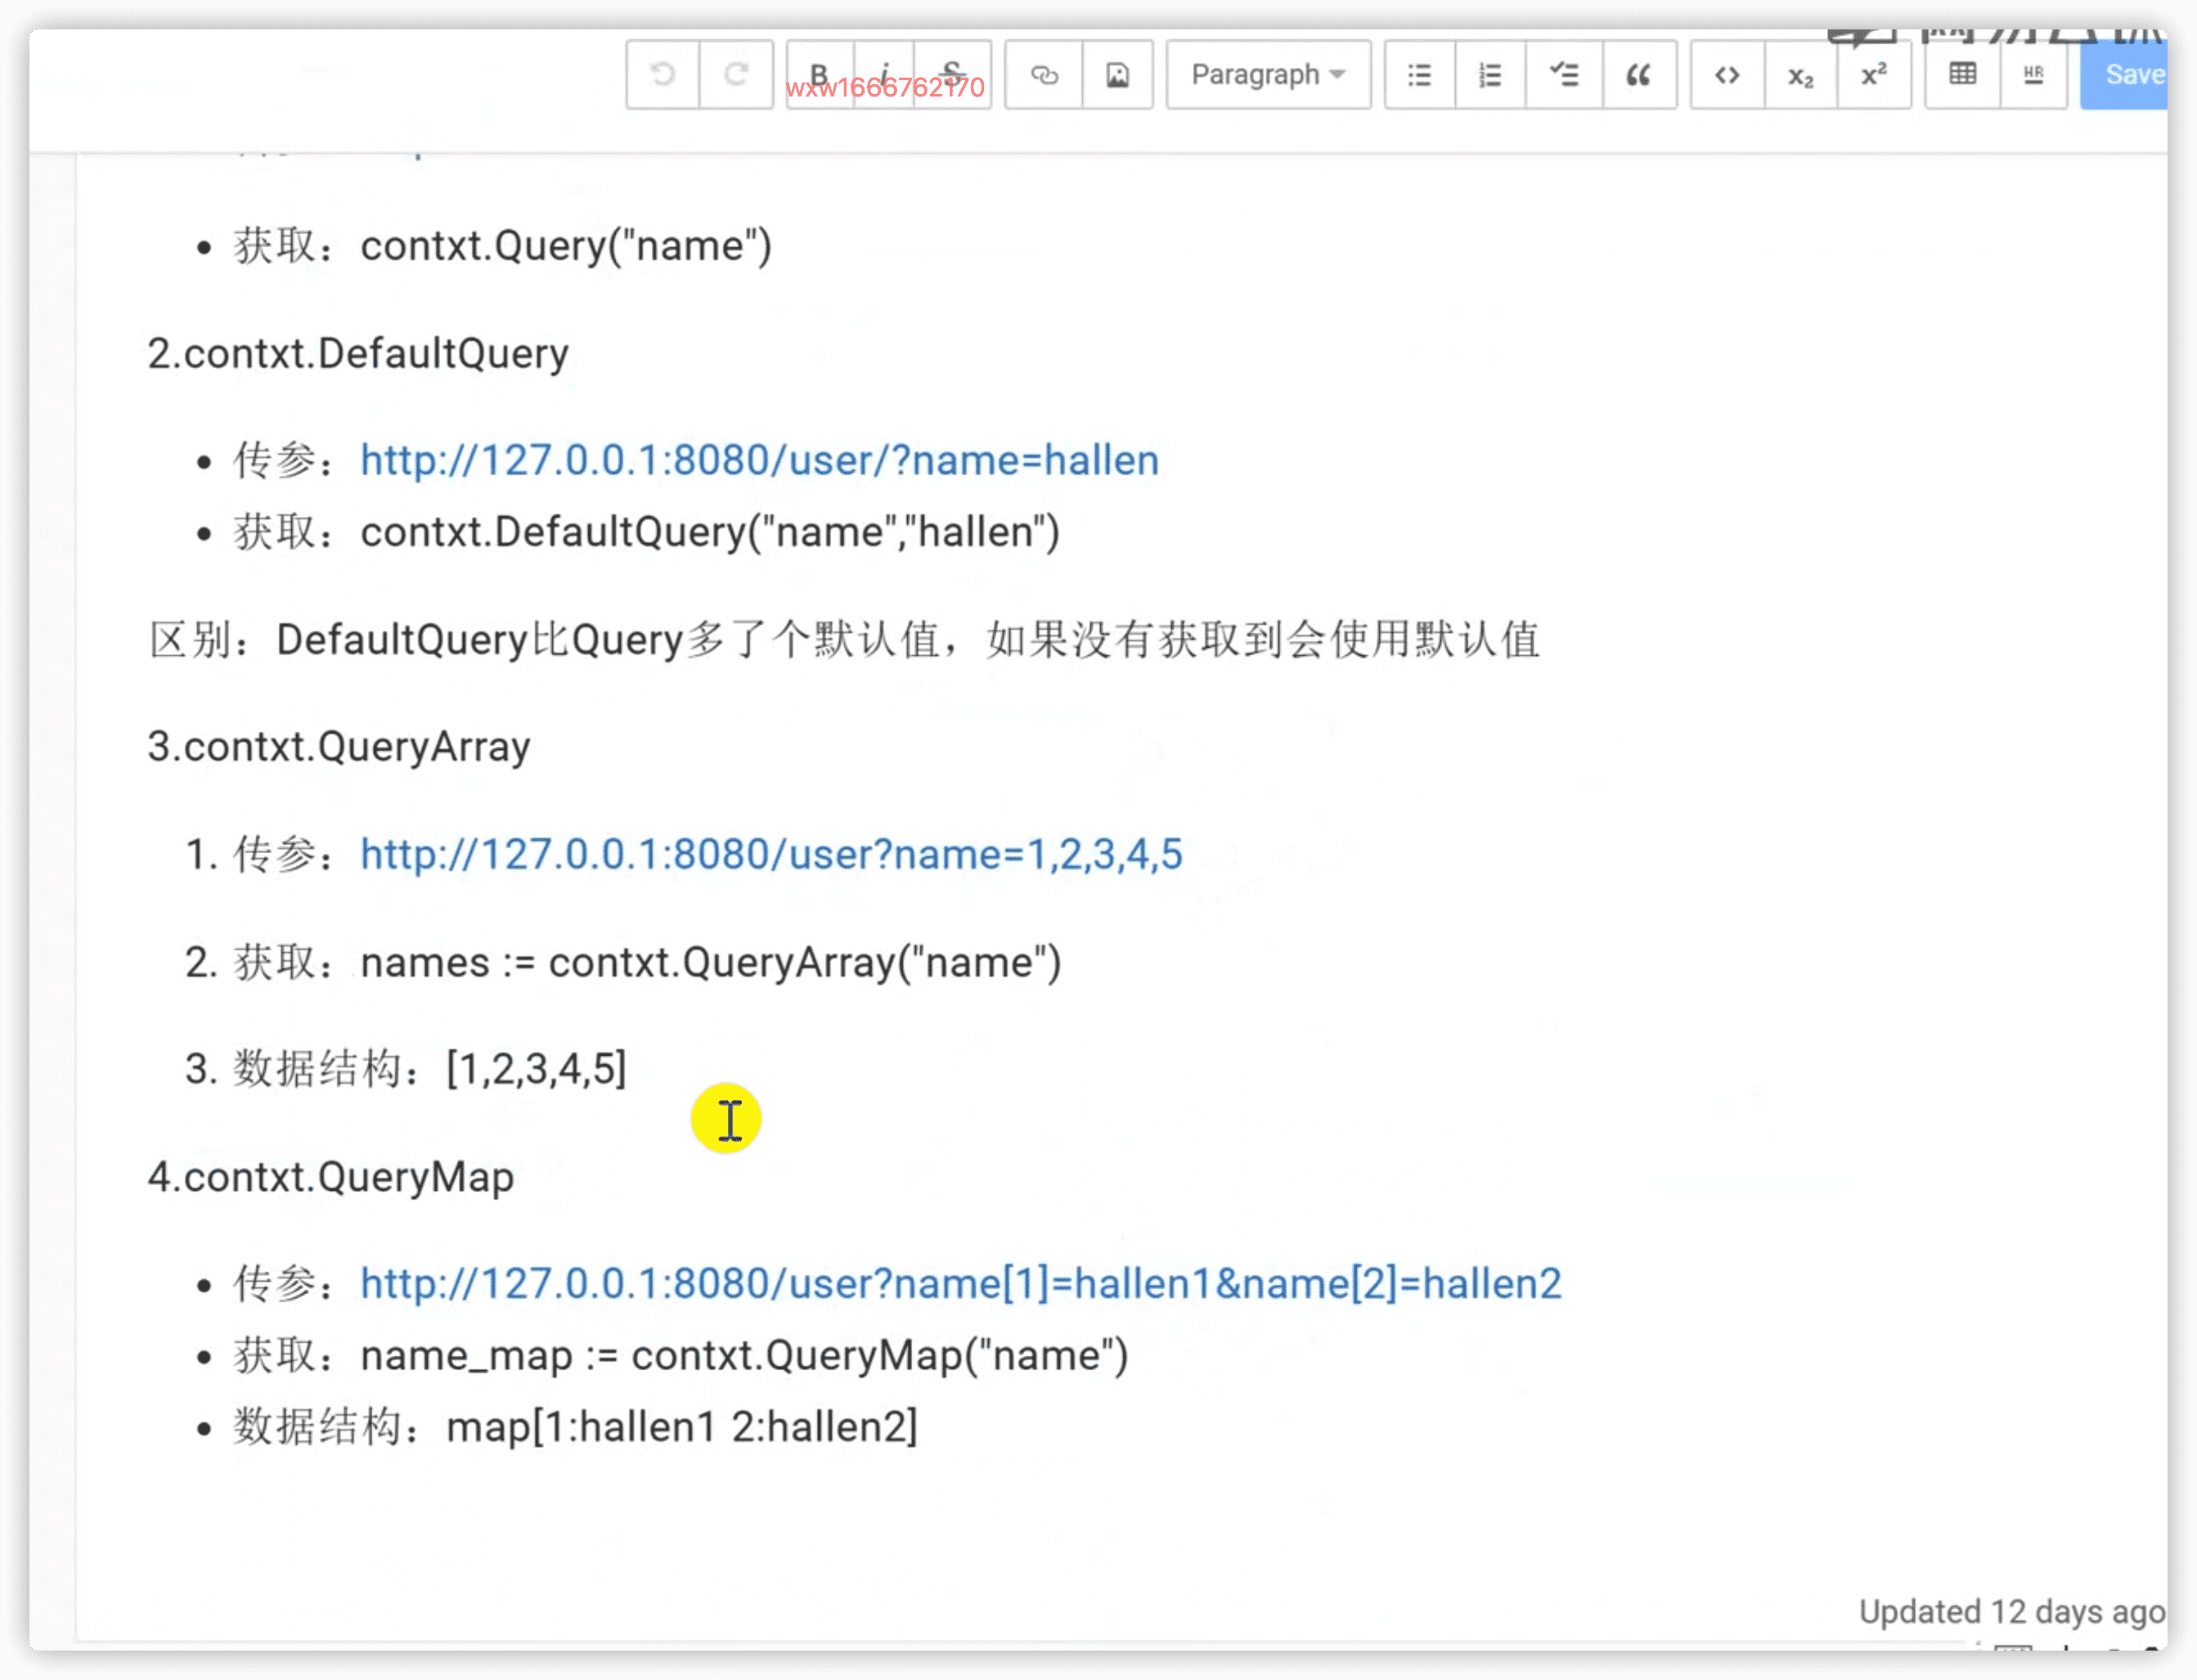 B i S
wxw1666762170
Paragraph
x₂ x²
HR
Save
• 获取：contxt.Query("name")
2.contxt.DefaultQuery
• 传参：http://127.0.0.1:8080/user/?name=hallen
• 获取：contxt.DefaultQuery("name","hallen")
区别：DefaultQuery比Query多了个默认值，如果没有获取到会使用默认值
3.contxt.QueryArray
1. 传参：http://127.0.0.1:8080/user?name=1,2,3,4,5
2. 获取：names := contxt.QueryArray("name")
3. 数据结构：[1,2,3,4,5]
4.contxt.QueryMap
• 传参：http://127.0.0.1:8080/user?name[1]=hallen1&name[2]=hallen2
• 获取：name_map := contxt.QueryMap("name")
• 数据结构：map[1:hallen1 2:hallen2]
Updated 12 days ago